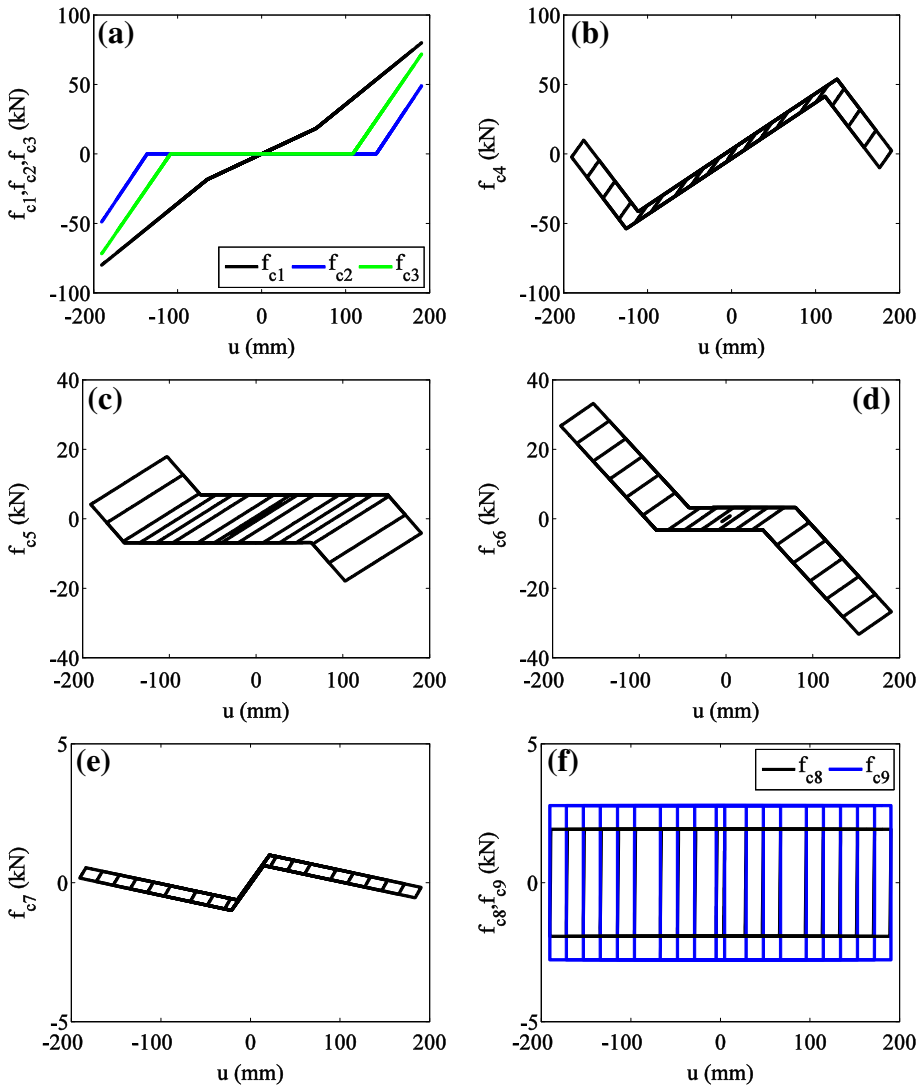 (a)
100
50
0
-50
-100
f_c1,f_c2,f_c3 (kN)
f_c1 f_c2 f_c3
-200 -100 0 100 200
u (mm)
(b)
100
50
0
-50
-100
f_c4 (kN)
-200 -100 0 100 200
u (mm)
(c)
40
20
0
-20
-40
f_c5 (kN)
-200 -100 0 100 200
u (mm)
(d)
40
20
0
-20
-40
f_c6 (kN)
-200 -100 0 100 200
u (mm)
(e)
5
0
-5
f_c7 (kN)
-200 -100 0 100 200
u (mm)
(f)
5
0
-5
f_c8,f_c9 (kN)
f_c8 f_c9
-200 -100 0 100 200
u (mm)